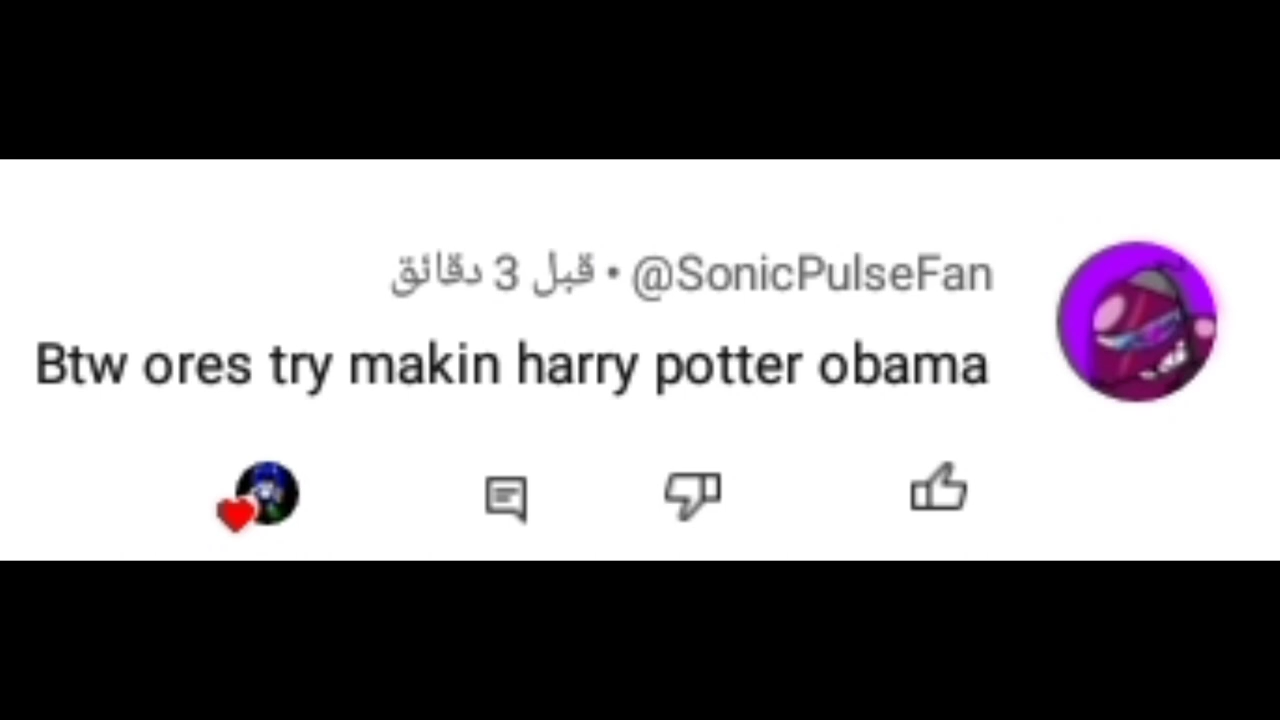 @SonicPulseFan • قبل 3 دقائق
Btw ores try makin harry potter obama